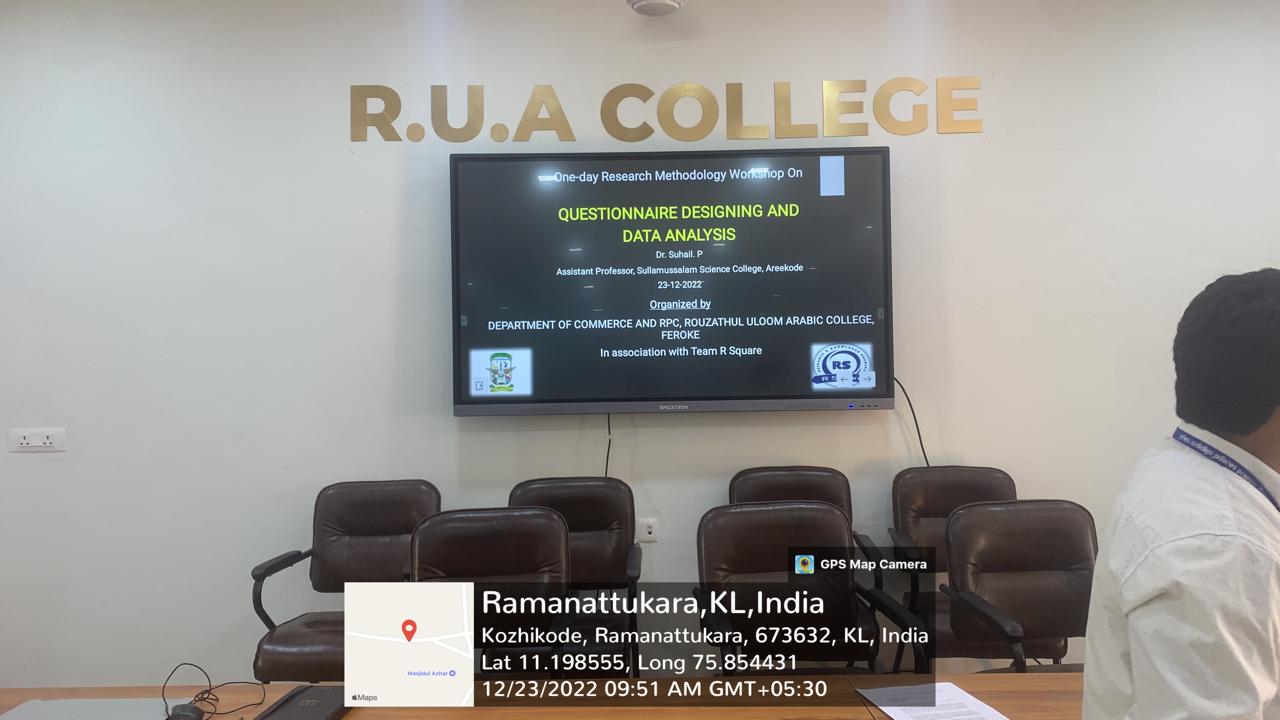 R.U.A COLLEGE
One-day Research Methodology Workshop On
QUESTIONNAIRE DESIGNING AND
DATA ANALYSIS
Dr. Suhail. P
Assistant Professor, Sullamussalam Science College, Areekode
23-12-2022
Organized by
DEPARTMENT OF COMMERCE AND RPC, ROUZATHUL ULOOM ARABIC COLLEGE,
FEROKE
In association with Team R Square
RS
SPECKTRON
GPS Map Camera
Ramanattukara,KL,India
Kozhikode, Ramanattukara, 673632, KL, India
Lat 11.198555, Long 75.854431
12/23/2022 09:51 AM GMT+05:30
Masjidul Azhar
Maps